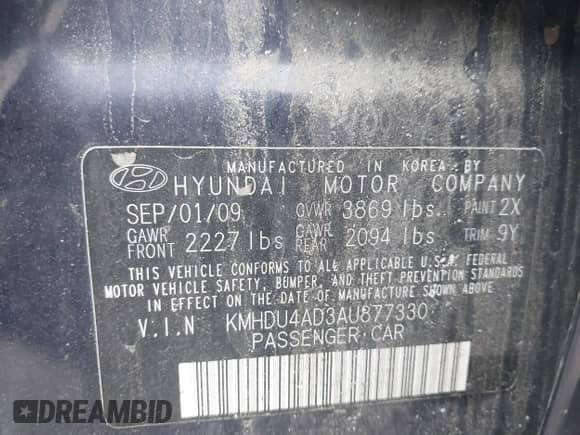 MANUFACTURED IN KOREA BY
HYUNDAI MOTOR COMPANY
SEP/01/09 GVWR 3869 lbs PAINT 2X
GAWR FRONT 2227 lbs GAWR REAR 2094 lbs TRIM 9Y
THIS VEHICLE CONFORMS TO ALL APPLICABLE U.S.A. FEDERAL
MOTOR VEHICLE SAFETY, BUMPER, AND THEFT PREVENTION STANDARDS
IN EFFECT ON THE DATE OF MANUFACTURE SHOWN ABOVE
V.I.N KMHDU4AD3AU877330
PASSENGER CAR
DREAMBID